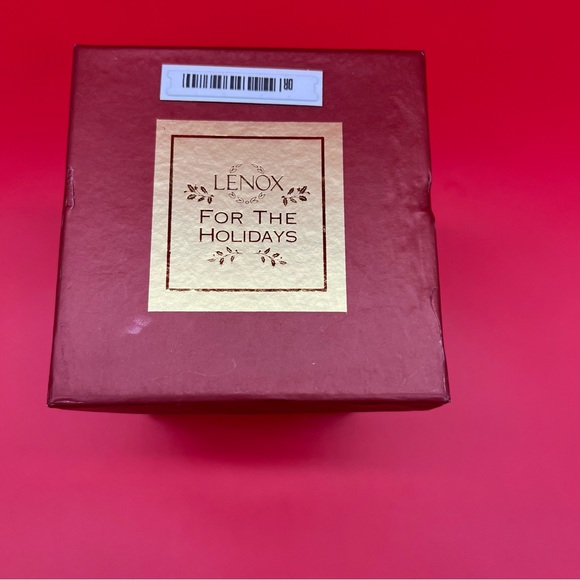 LENOX
FOR THE
HOLIDAYS